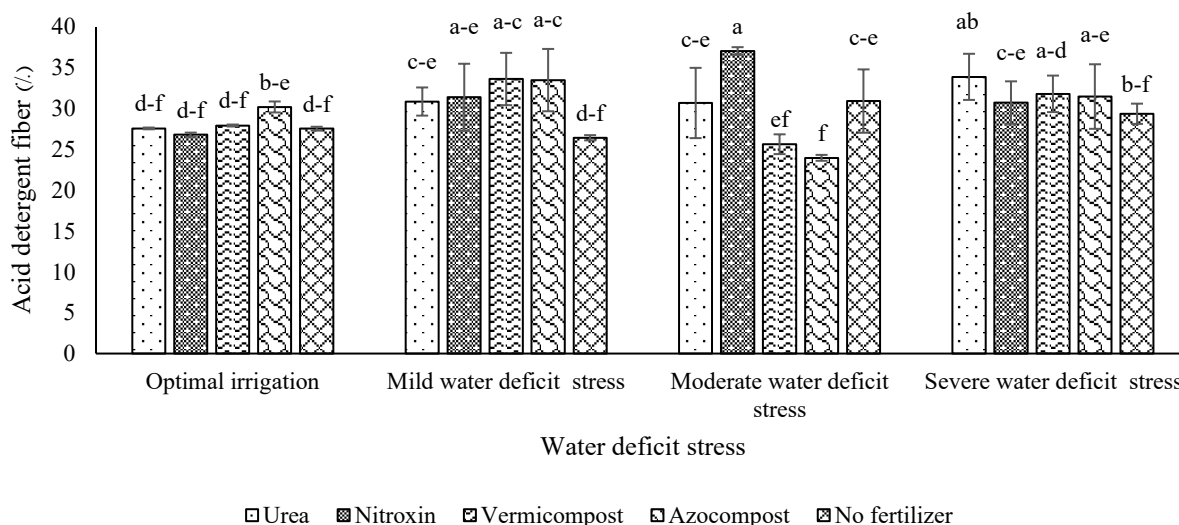 Acid detergent fiber (٪)
40
35
30
25
20
15
10
5
0
d-f
d-f
d-f
b-e
d-f
c-e
a-e
a-c
a-c
d-f
c-e
a
ef
f
c-e
ab
c-e
a-d
a-e
b-f
Optimal irrigation
Mild water deficit stress
Moderate water deficit
stress
Severe water deficit stress
Water deficit stress
Urea
Nitroxin
Vermicompost
Azocompost
No fertilizer